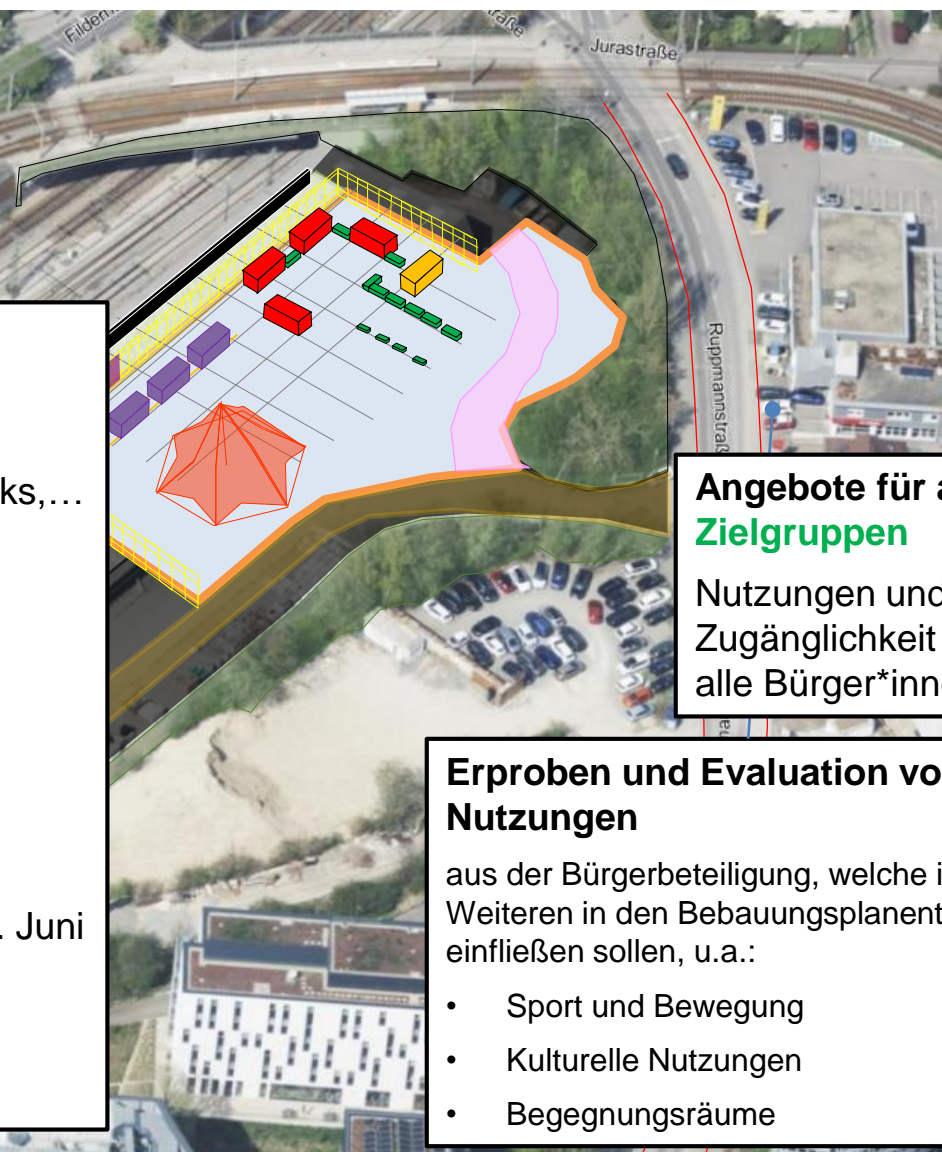 Jurastraße
ks,…
. Juni
Angebote für a
Zielgruppen
Nutzungen und
Zugänglichkeit
alle Bürger*inne
Erproben und Evaluation vo
Nutzungen
aus der Bürgerbeteiligung, welche i
Weiteren in den Bebauungsplanent
einfließen sollen, u.a.:
• Sport und Bewegung
• Kulturelle Nutzungen
• Begegnungsräume